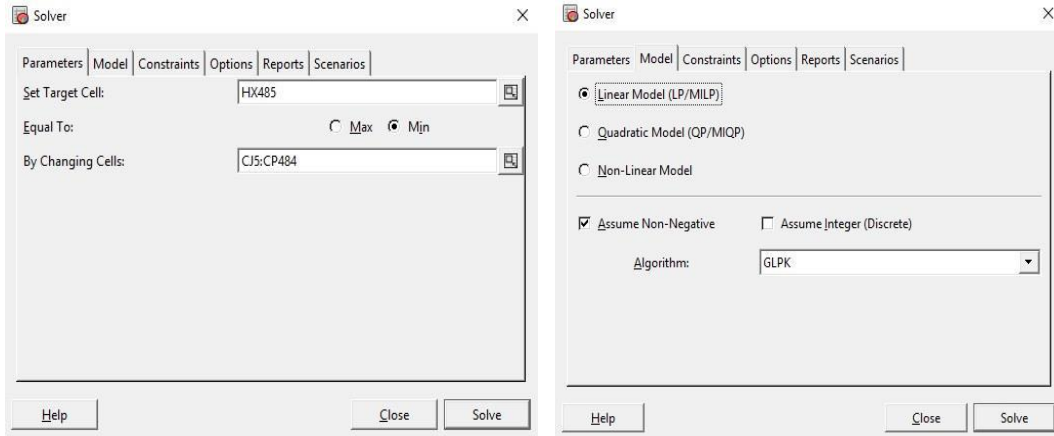 Solver
Parameters Model Constraints Options Reports Scenarios
Set Target Cell: HX485
Equal To: Max Min
By Changing Cells: CJ5:CP484
Help Close Solve
Solver
Parameters Model Constraints Options Reports Scenarios
Linear Model (LP/MILP)
Quadratic Model (QP/MIQP)
Non-Linear Model
Assume Non-Negative Assume Integer (Discrete)
Algorithm: GLPK
Help Close Solve